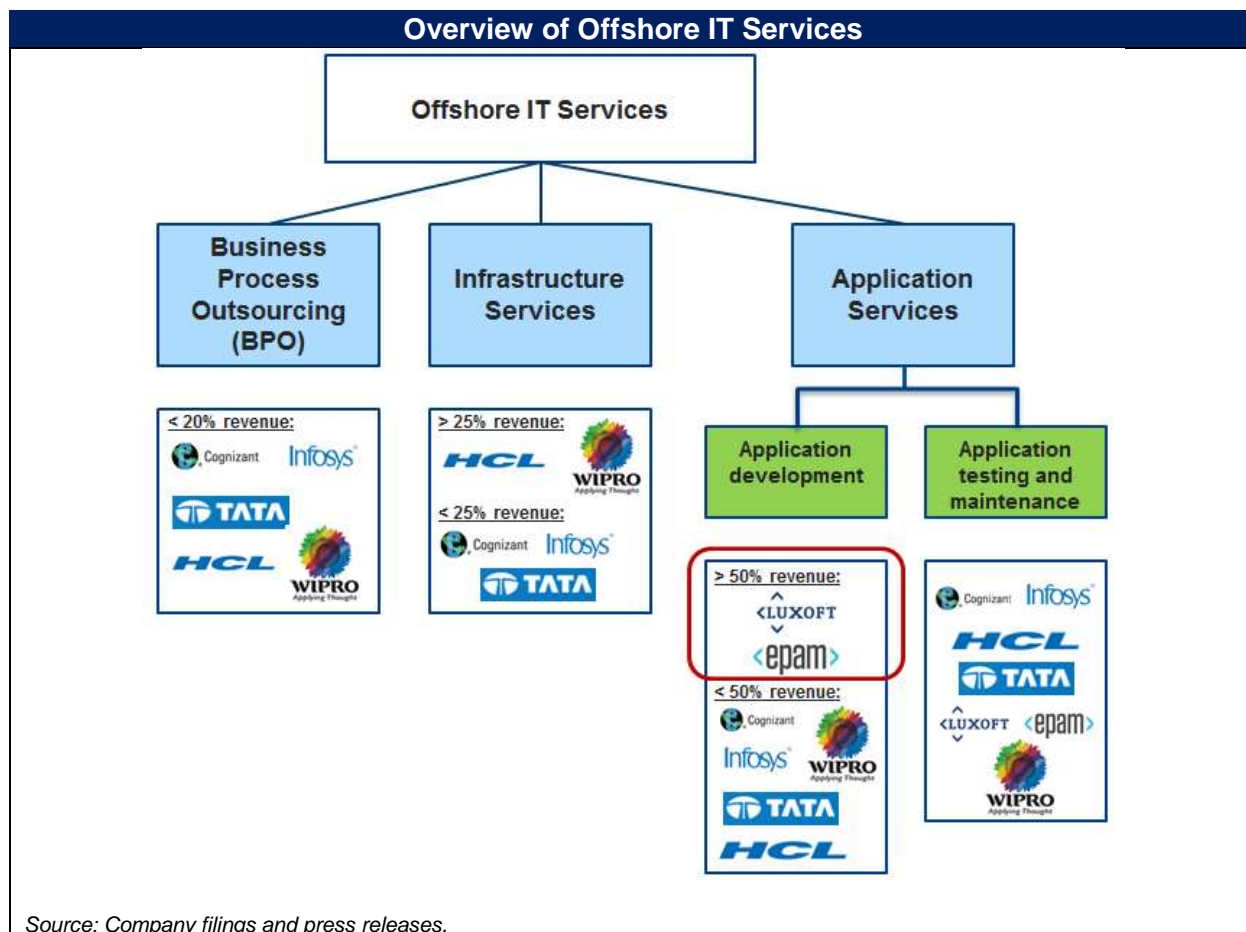 Overview of Offshore IT Services
Offshore IT Services
Business
Process
Outsourcing
(BPO)
Infrastructure
Services
Application
Services
< 20% revenue:
Cognizant
Infosys
TATA
HCL
WIPRO
Applying Thought
> 25% revenue:
HCL
WIPRO
Applying Thought
< 25% revenue:
Cognizant
Infosys
TATA
Application
development
Application
testing and
maintenance
> 50% revenue:
<LUXOFT
<epam>
< 50% revenue:
Cognizant
Infosys
WIPRO
Applying Thought
TATA
HCL
Cognizant
Infosys
HCL
TATA
<LUXOFT
<epam>
WIPRO
Applying Thought
Source: Company filings and press releases.